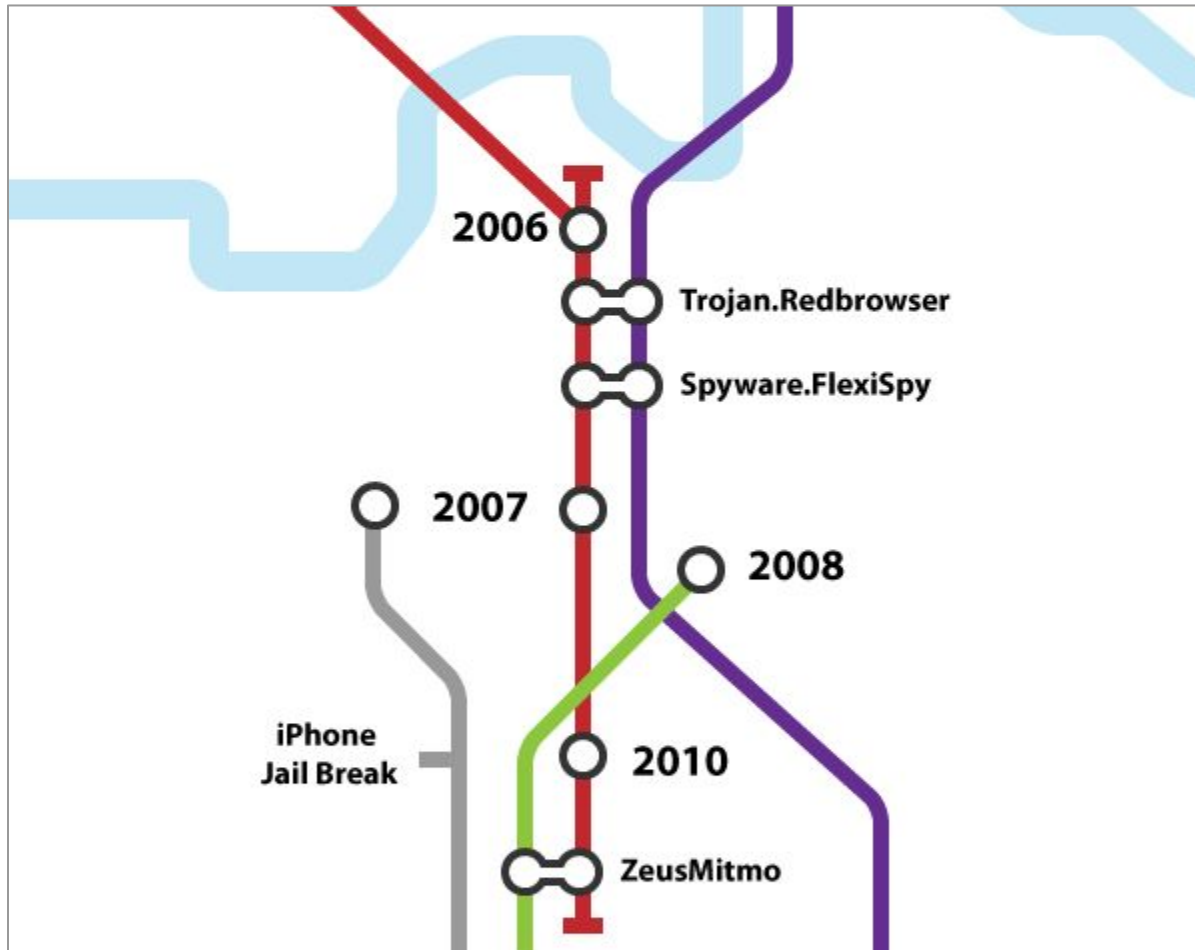 2006
Trojan.Redbrowser
Spyware.FlexiSpy
2007
2008
iPhone
Jail Break
2010
ZeusMitmo